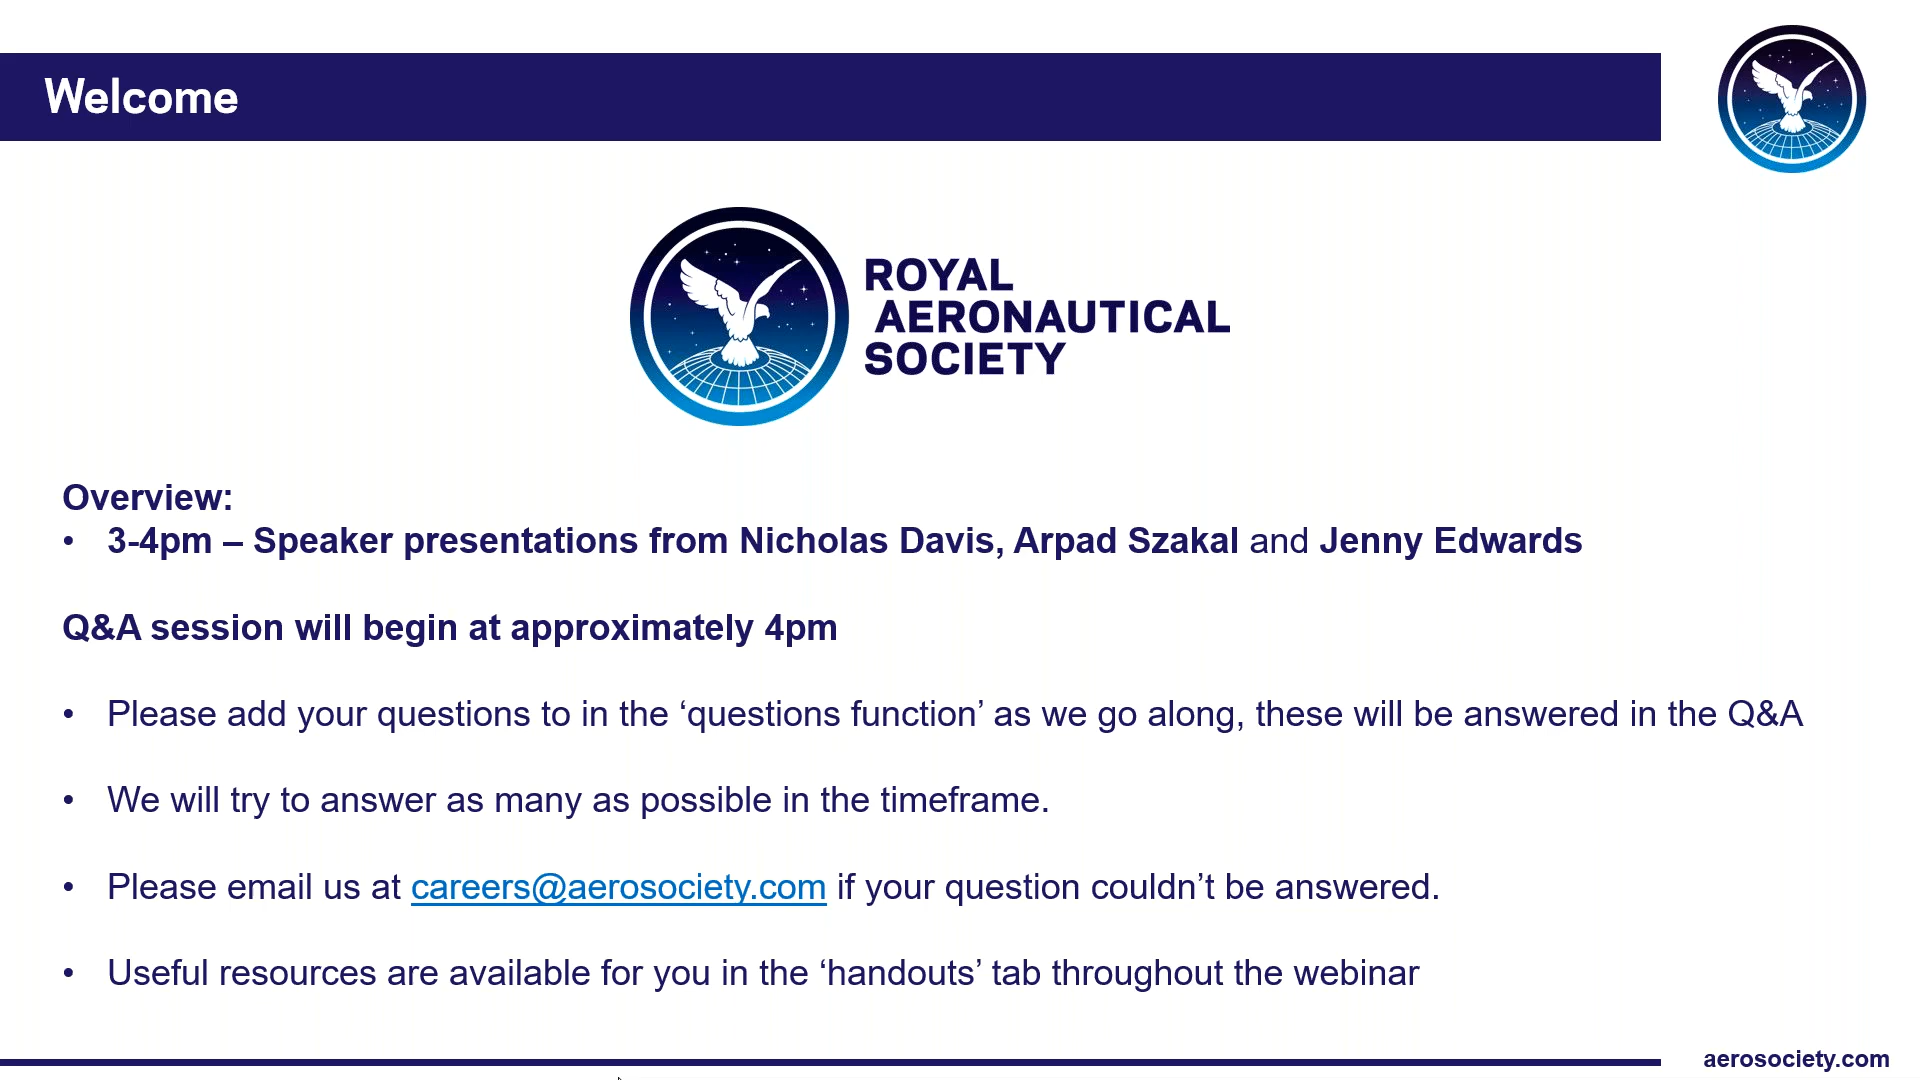 Welcome
ROYAL
AERONAUTICAL
SOCIETY
Overview:
• 3-4pm – Speaker presentations from Nicholas Davis, Arpad Szakal and Jenny Edwards
Q&A session will begin at approximately 4pm
• Please add your questions to in the ‘questions function’ as we go along, these will be answered in the Q&A
• We will try to answer as many as possible in the timeframe.
• Please email us at careers@aerosociety.com if your question couldn’t be answered.
• Useful resources are available for you in the ‘handouts’ tab throughout the webinar
aerosociety.com